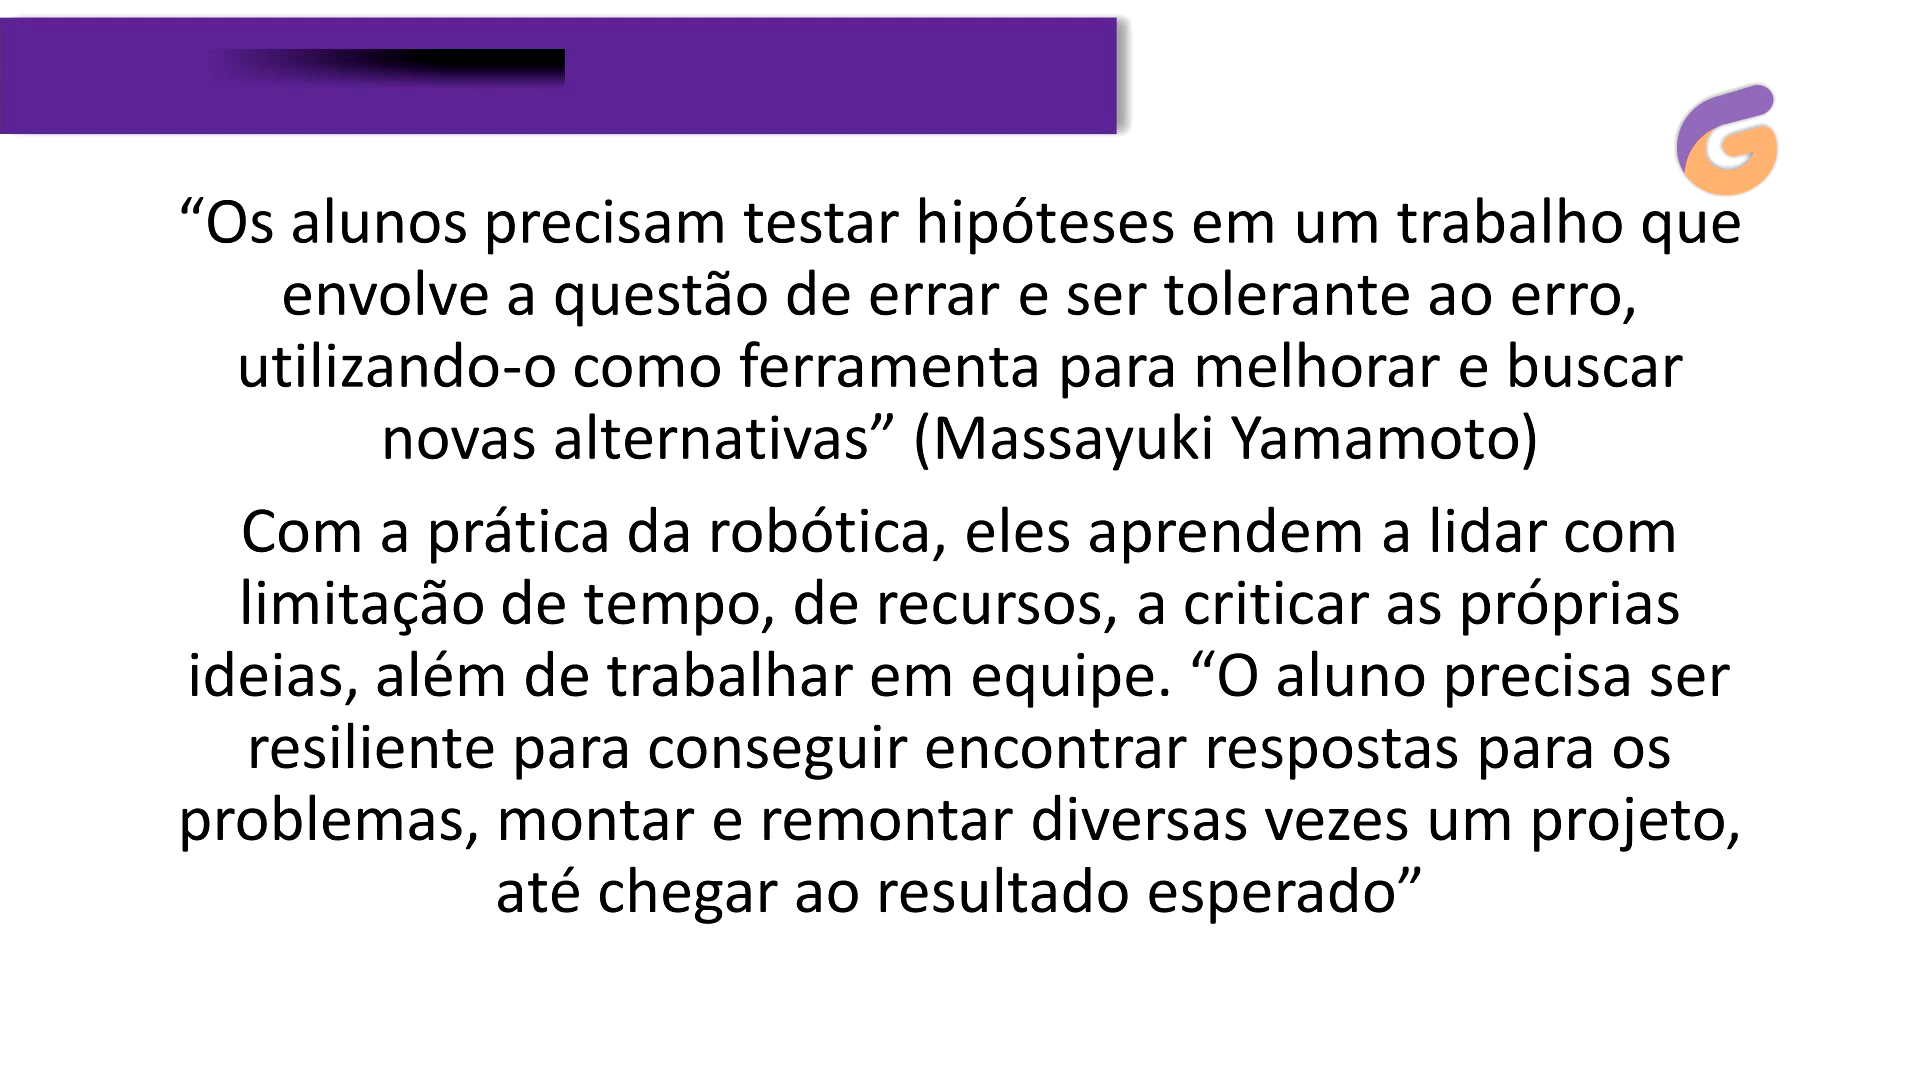 “Os alunos precisam testar hipóteses em um trabalho que
envolve a questão de errar e ser tolerante ao erro,
utilizando-o como ferramenta para melhorar e buscar
novas alternativas” (Massayuki Yamamoto)
Com a prática da robótica, eles aprendem a lidar com
limitação de tempo, de recursos, a criticar as próprias
ideias, além de trabalhar em equipe. “O aluno precisa ser
resiliente para conseguir encontrar respostas para os
problemas, montar e remontar diversas vezes um projeto,
até chegar ao resultado esperado”